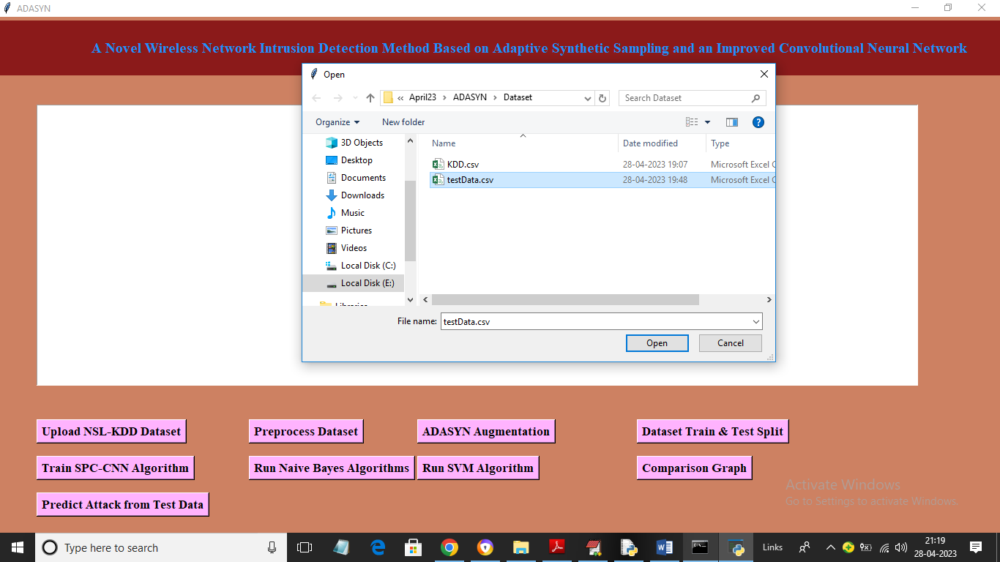 ADASYN
A Novel Wireless Network Intrusion Detection Method Based on Adaptive Synthetic Sampling and an Improved Convolutional Neural Network
Open
« April23 › ADASYN › Dataset
Search Dataset
Organize
New folder
3D Objects
Desktop
Documents
Downloads
Music
Pictures
Videos
Local Disk (C:)
Local Disk (E:)
Name Date modified Type
KDD.csv 28-04-2023 19:07 Microsoft Excel C
testData.csv 28-04-2023 19:48 Microsoft Excel C
File name: testData.csv
Open Cancel
Upload NSL-KDD Dataset Preprocess Dataset ADASYN Augmentation Dataset Train & Test Split
Train SPC-CNN Algorithm Run Naive Bayes Algorithms Run SVM Algorithm Comparison Graph
Predict Attack from Test Data
Activate Windows
Go to Settings to activate Windows.
Type here to search
Links
21:19
28-04-2023